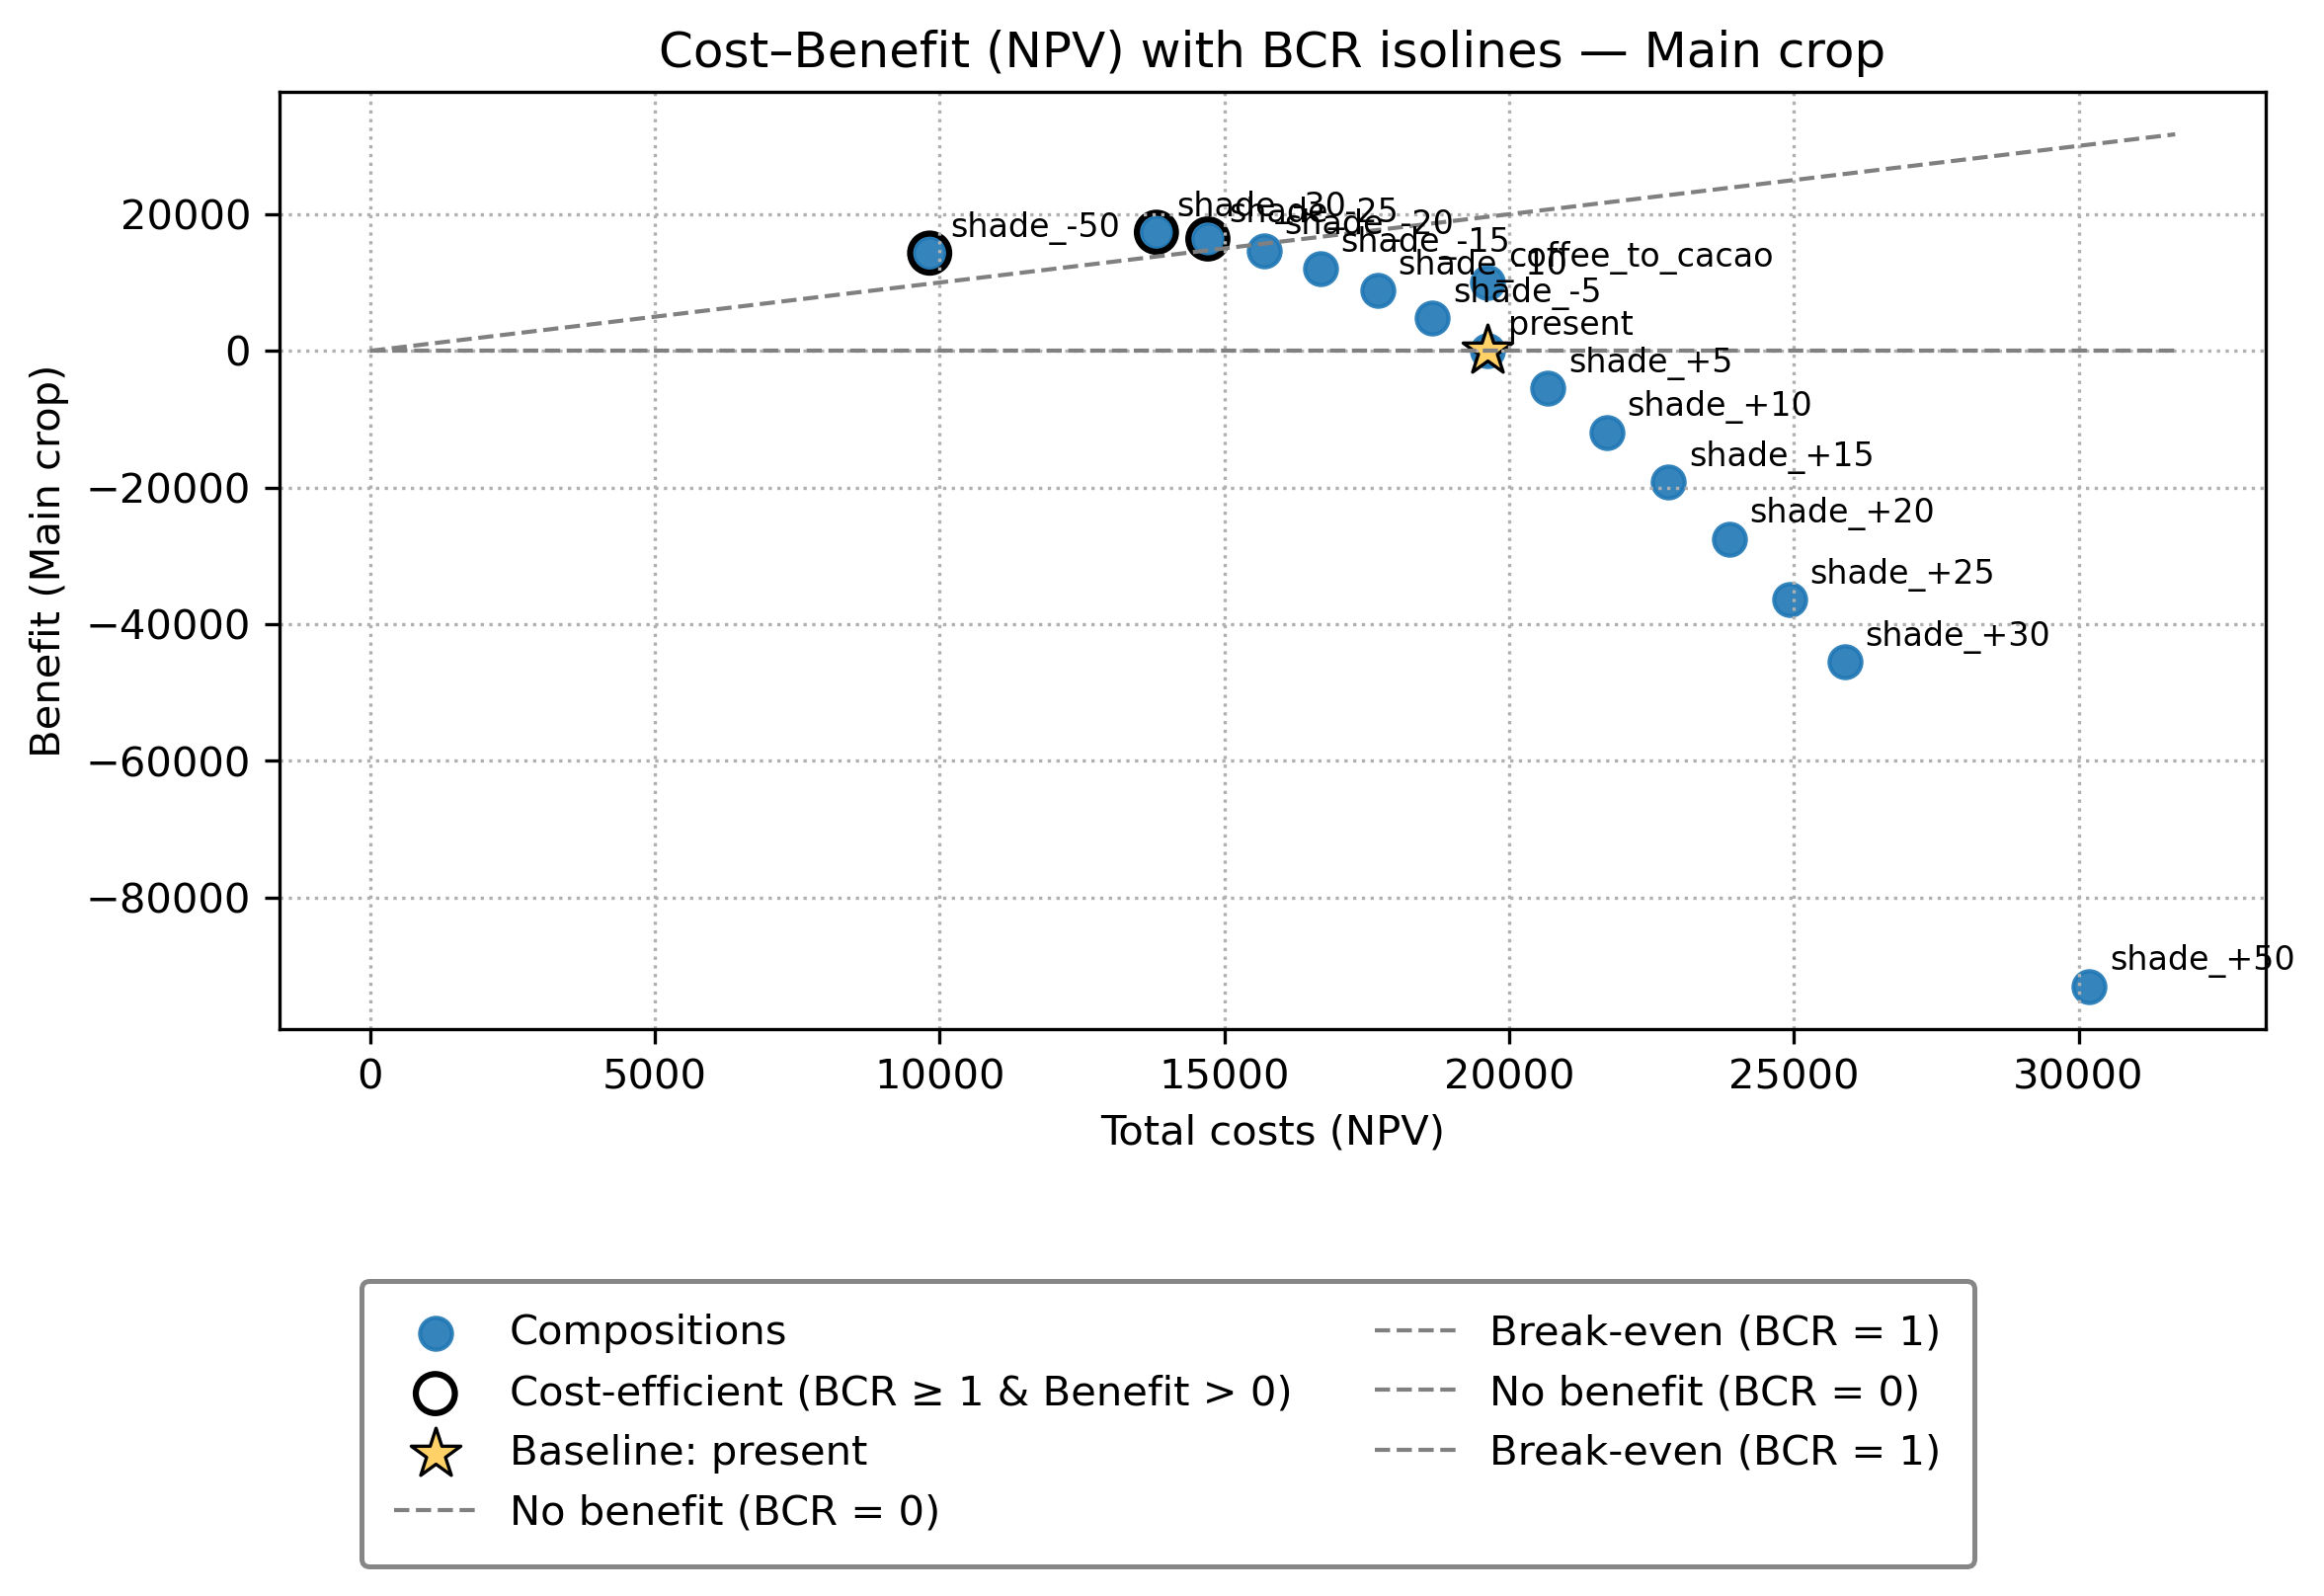 Cost–Benefit (NPV) with BCR isolines — Main crop
Benefit (Main crop)
20000
0
−20000
−40000
−60000
−80000
shade_-50
shade_-30
shade_-25
shade_-20
shade_-15
shade_-10
coffee_to_cacao
shade_-5
present
shade_+5
shade_+10
shade_+15
shade_+20
shade_+25
shade_+30
shade_+50
0
5000
10000
15000
20000
25000
30000
Total costs (NPV)
Compositions
Cost-efficient (BCR ≥ 1 & Benefit > 0)
Baseline: present
No benefit (BCR = 0)
Break-even (BCR = 1)
No benefit (BCR = 0)
Break-even (BCR = 1)